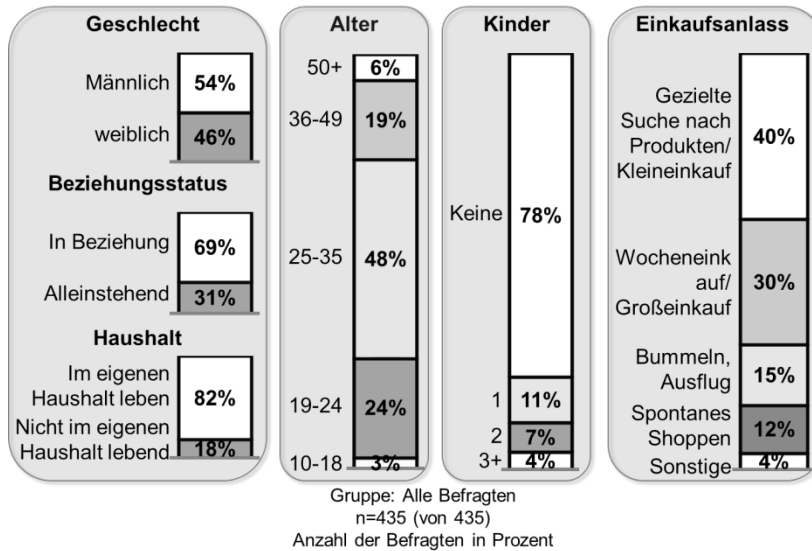 Geschlecht
Männlich 54%
weiblich 46%
Beziehungsstatus
In Beziehung 69%
Alleinstehend 31%
Haushalt
Im eigenen
Haushalt leben 82%
Nicht im eigenen
Haushalt lebend 18%
Alter
50+ 6%
36-49 19%
25-35 48%
19-24 24%
10-18 3%
Kinder
Keine 78%
1 11%
2 7%
3+ 4%
Einkaufsanlass
Gezielte
Suche nach
Produkten/
Kleineinkauf
40%
Wocheneink
auf/
Großeinkauf
30%
Bummeln,
Ausflug
15%
Spontanes
Shoppen
12%
Sonstige 4%
Gruppe: Alle Befragten
n=435 (von 435)
Anzahl der Befragten in Prozent